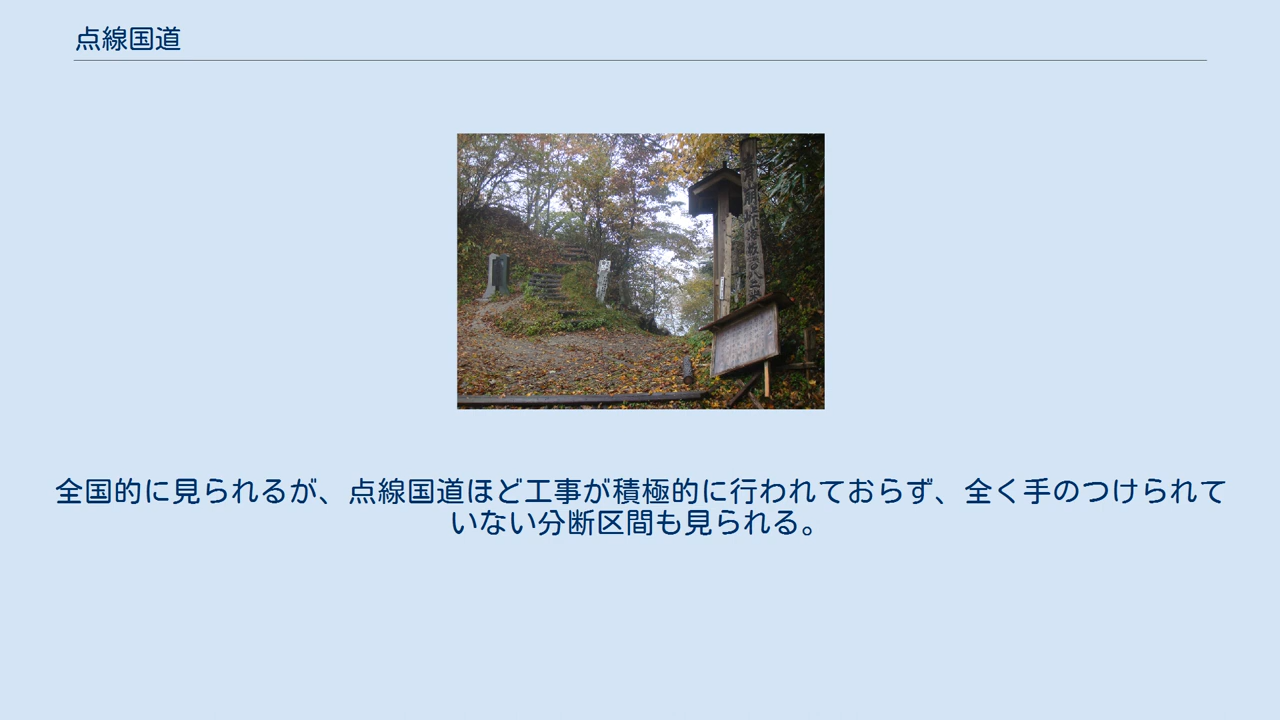 点線国道
全国的に見られるが、点線国道ほど工事が積極的に行われておらず、全く手のつけられて
いない分断区間も見られる。